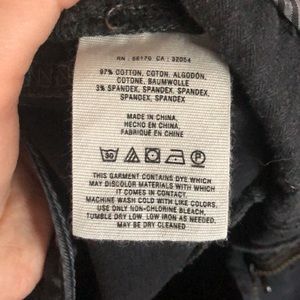 RN : 56170 CA : 32054
97% COTTON, COTON, ALGODÓN,
COTONE, BAUMWOLLE
3% SPANDEX, SPANDEX, SPANDEX,
SPANDEX, SPANDEX
MADE IN CHINA,
HECHO EN CHINA,
FABRIQUÉ EN CHINE
30
THIS GARMENT CONTAINS DYE WHICH
MAY DISCOLOR MATERIALS WITH WHICH
IT COMES IN CONTACT
MACHINE WASH COLD WITH LIKE COLORS,
USE ONLY NON-CHLORINE BLEACH,
TUMBLE DRY LOW, LOW IRON AS NEEDED,
MAY BE DRY CLEANED